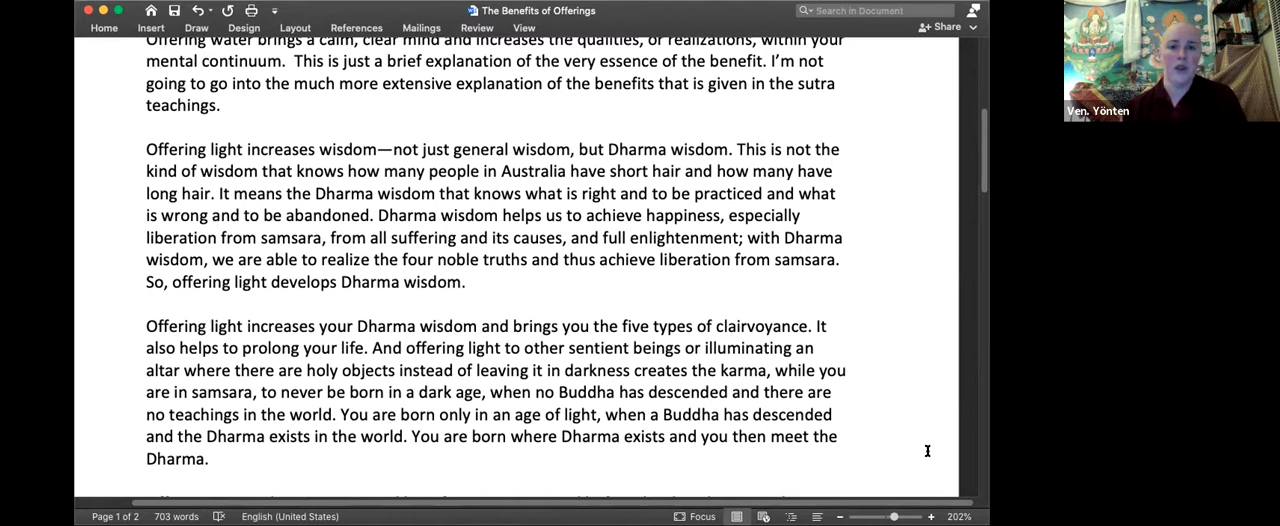 The Benefits of Offerings
Search in Document
Home Insert Draw Design Layout References Mailings Review View Share
Offering water brings a calm, clear mind and increases the qualities, or realizations, within your
mental continuum.  This is just a brief explanation of the very essence of the benefit. I’m not
going to go into the much more extensive explanation of the benefits that is given in the sutra
teachings.
Offering light increases wisdom—not just general wisdom, but Dharma wisdom. This is not the
kind of wisdom that knows how many people in Australia have short hair and how many have
long hair. It means the Dharma wisdom that knows what is right and to be practiced and what
is wrong and to be abandoned. Dharma wisdom helps us to achieve happiness, especially
liberation from samsara, from all suffering and its causes, and full enlightenment; with Dharma
wisdom, we are able to realize the four noble truths and thus achieve liberation from samsara.
So, offering light develops Dharma wisdom.
Offering light increases your Dharma wisdom and brings you the five types of clairvoyance. It
also helps to prolong your life. And offering light to other sentient beings or illuminating an
altar where there are holy objects instead of leaving it in darkness creates the karma, while you
are in samsara, to never be born in a dark age, when no Buddha has descended and there are
no teachings in the world. You are born only in an age of light, when a Buddha has descended
and the Dharma exists in the world. You are born where Dharma exists and you then meet the
Dharma.
Page 1 of 2 703 words English (United States) Focus 202%
Ven. Yönten